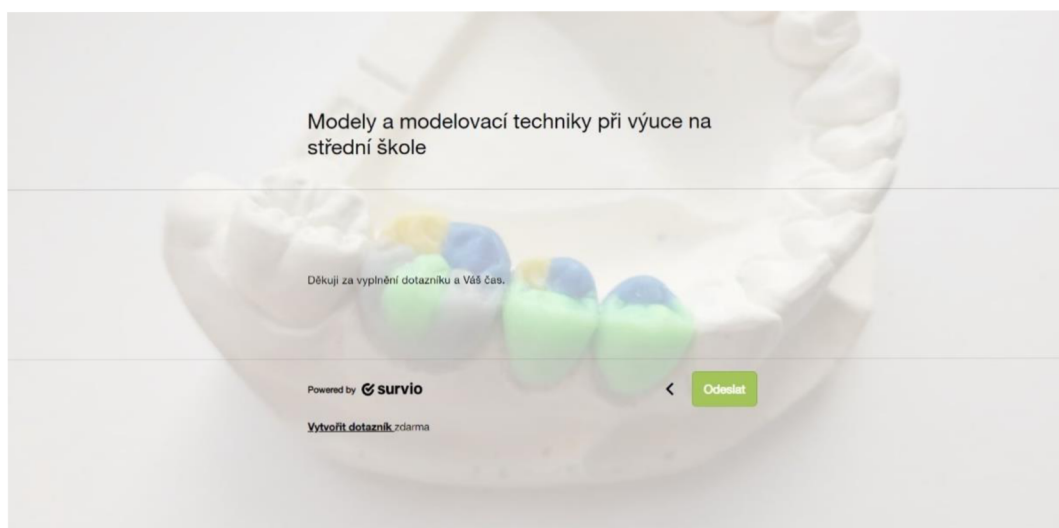 Modely a modelovací techniky při výuce na
střední škole
Děkuji za vyplnění dotazníku a Váš čas.
Powered by survio
Odeslat
Vytvořit dotazník zdarma